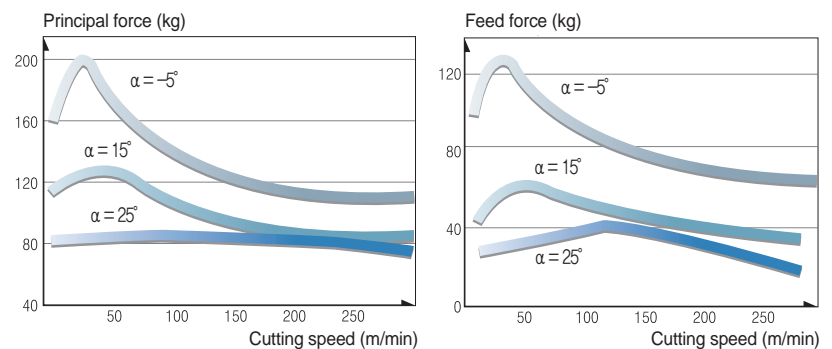 Principal force (kg)
200
160
120
80
40
α = -5°
α = 15°
α = 25°
50 100 150 200 250
Cutting speed (m/min)
Feed force (kg)
120
80
40
0
α = -5°
α = 15°
α = 25°
50 100 150 200 250
Cutting speed (m/min)